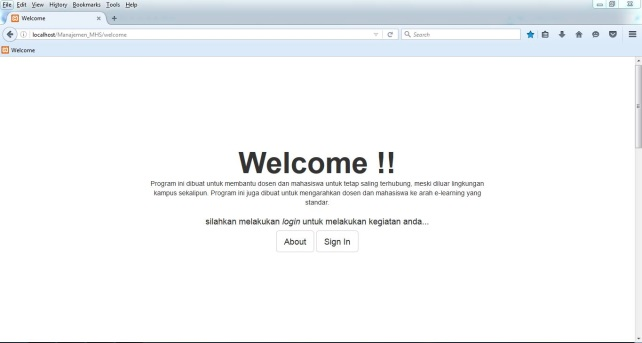 File Edit View History Bookmarks Tools Help
Welcome
localhost/Manajemen_MHS/welcome
Search
Welcome
Welcome !!
Program ini dibuat untuk membantu dosen dan mahasiswa untuk tetap saling terhubung, meski diluar lingkungan
kampus sekalipun. Program ini juga dibuat untuk mengarahkan dosen dan mahasiswa ke arah e-learning yang
standar.
silahkan melakukan login untuk melakukan kegiatan anda...
About Sign In